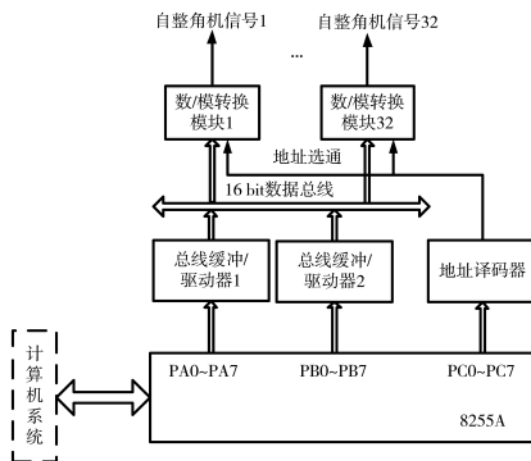 自整角机信号1
自整角机信号32
...
数/模转换
模块1
数/模转换
模块32
地址选通
16 bit数据总线
总线缓冲/
驱动器1
总线缓冲/
驱动器2
地址译码器
计算机系统
PA0~PA7
PB0~PB7
PC0~PC7
8255A